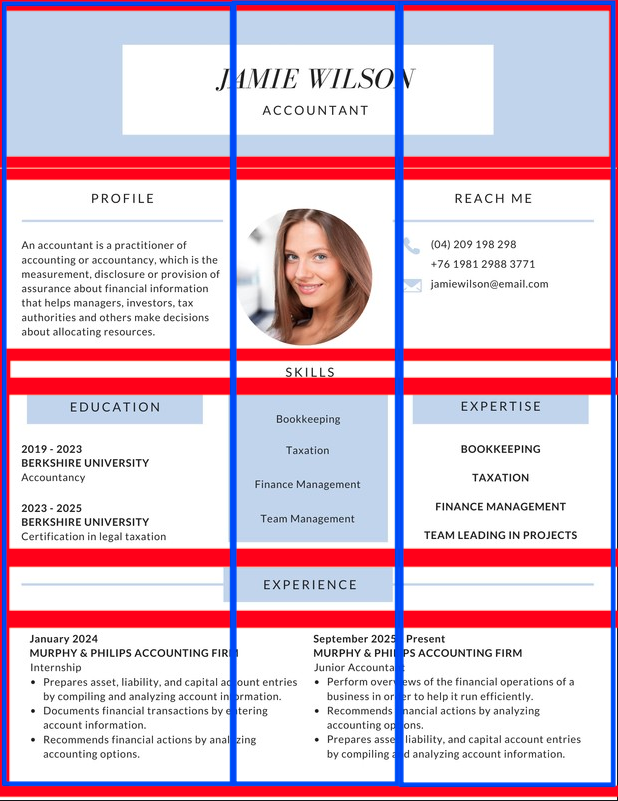 JAMIE WILSON
ACCOUNTANT
PROFILE
An accountant is a practitioner of
accounting or accountancy, which is the
measurement, disclosure or provision of
assurance about financial information
that helps managers, investors, tax
authorities and others make decisions
about allocating resources.
REACH ME
(04) 209 198 298
+76 1981 2988 3771
jamiewilson@email.com
SKILLS
Bookkeeping
Taxation
Finance Management
Team Management
EDUCATION
2019 - 2023
BERKSHIRE UNIVERSITY
Accountancy
2023 - 2025
BERKSHIRE UNIVERSITY
Certification in legal taxation
EXPERTISE
BOOKKEEPING
TAXATION
FINANCE MANAGEMENT
TEAM LEADING IN PROJECTS
EXPERIENCE
January 2024
MURPHY & PHILIPS ACCOUNTING FIRM
Internship
• Prepares asset, liability, and capital account entries
by compiling and analyzing account information.
• Documents financial transactions by entering
account information.
• Recommends financial actions by analyzing
accounting options.
September 2025 - Present
MURPHY & PHILIPS ACCOUNTING FIRM
Junior Accountant
• Perform overviews of the financial operations of a
business in order to help it run efficiently.
• Recommends financial actions by analyzing
accounting options.
• Prepares asset, liability, and capital account entries
by compiling and analyzing account information.